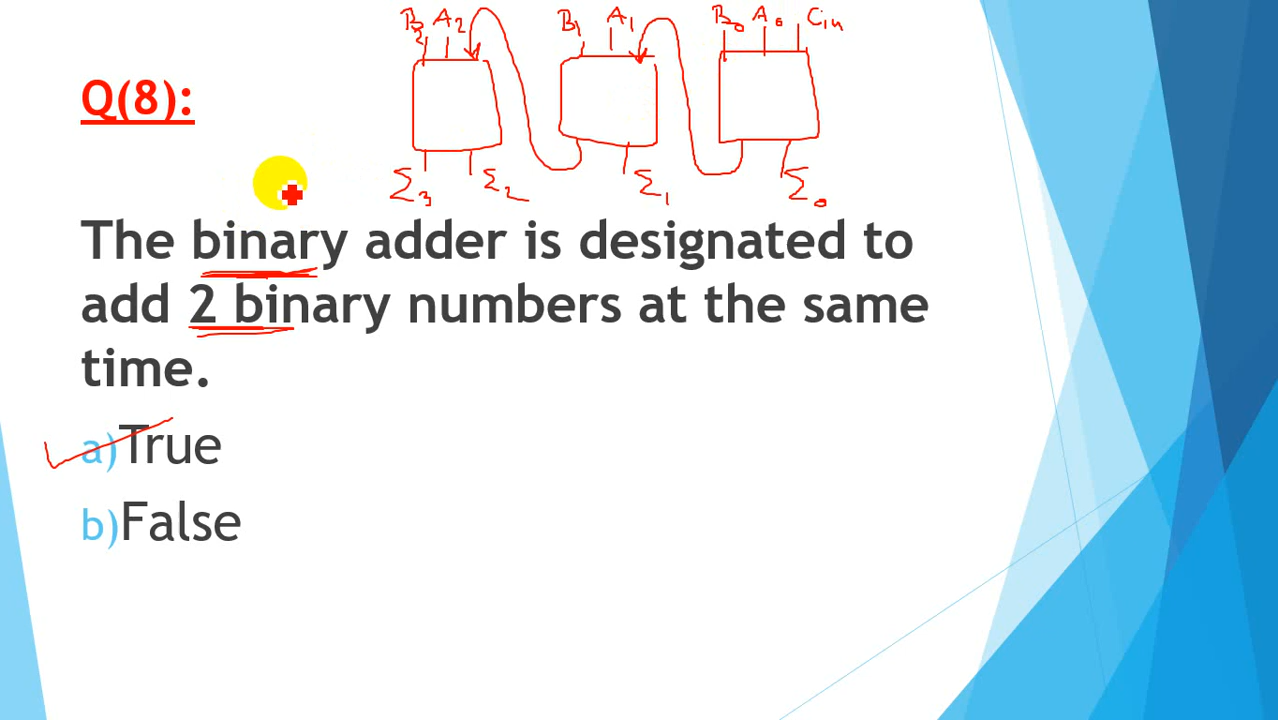 B2 A2 B1 A1 B0 A0 Cin
Q(8):
Σ3 Σ2 Σ1 Σ0
The binary adder is designated to
add 2 binary numbers at the same
time.
a)True
b)False